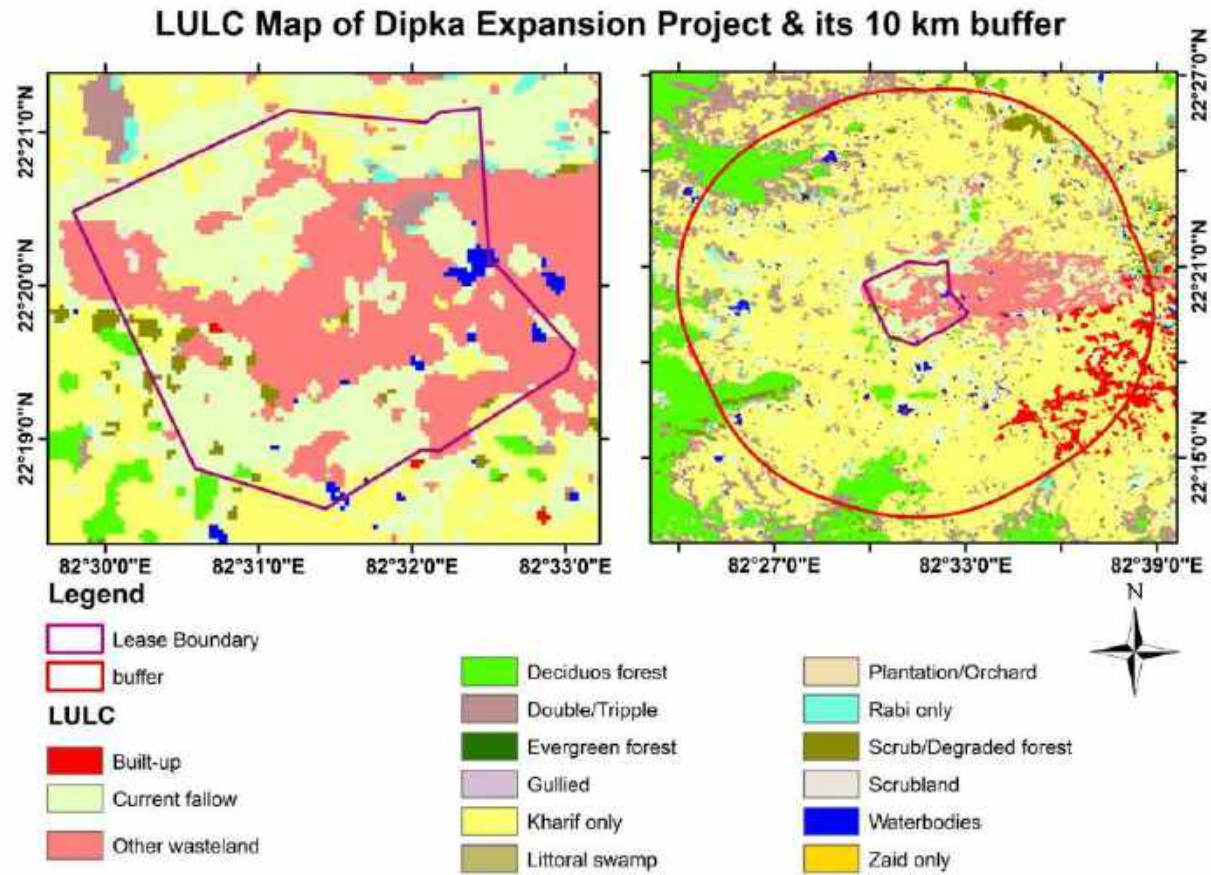 LULC Map of Dipka Expansion Project & its 10 km buffer
22°21'0"N
22°20'0"N
22°19'0"N
82°30'0"E
82°31'0"E
82°32'0"E
82°33'0"E
22°27'0"N
22°21'0"N
22°15'0"N
82°27'0"E
82°33'0"E
82°39'0"E
N
Legend
Lease Boundary
buffer
LULC
Built-up
Current fallow
Other wasteland
Deciduos forest
Double/Tripple
Evergreen forest
Gullied
Kharif only
Littoral swamp
Plantation/Orchard
Rabi only
Scrub/Degraded forest
Scrubland
Waterbodies
Zaid only